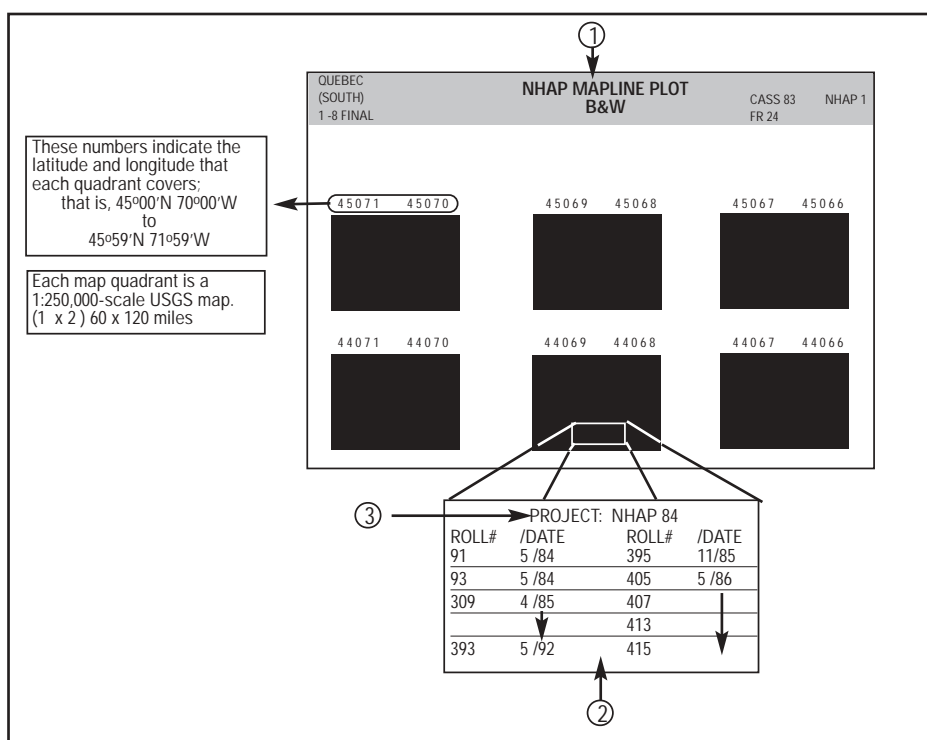 1
QUEBEC
(SOUTH)
1 -8 FINAL
NHAP MAPLINE PLOT
B&W
CASS 83 NHAP 1
FR 24
These numbers indicate the
latitude and longitude that
each quadrant covers;
that is, 45º00'N 70º00'W
to
45º59'N 71º59'W
45071 45070
45069 45068
45067 45066
Each map quadrant is a
1:250,000-scale USGS map.
(1 x 2 ) 60 x 120 miles
44071 44070
44069 44068
44067 44066
3
PROJECT: NHAP 84
ROLL# /DATE ROLL# /DATE
91 5 /84 395 11/85
93 5 /84 405 5 /86
309 4 /85 407
413
393 5 /92 415
2